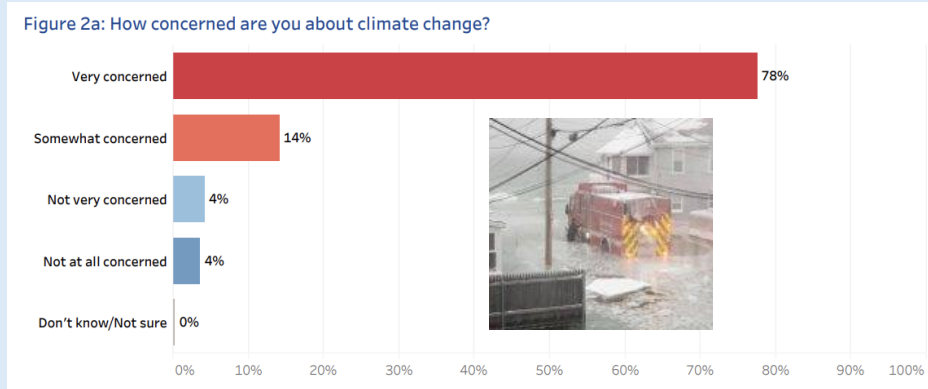 Figure 2a: How concerned are you about climate change?
Very concerned 78%
Somewhat concerned 14%
Not very concerned 4%
Not at all concerned 4%
Don't know/Not sure 0%
0% 10% 20% 30% 40% 50% 60% 70% 80% 90% 100%